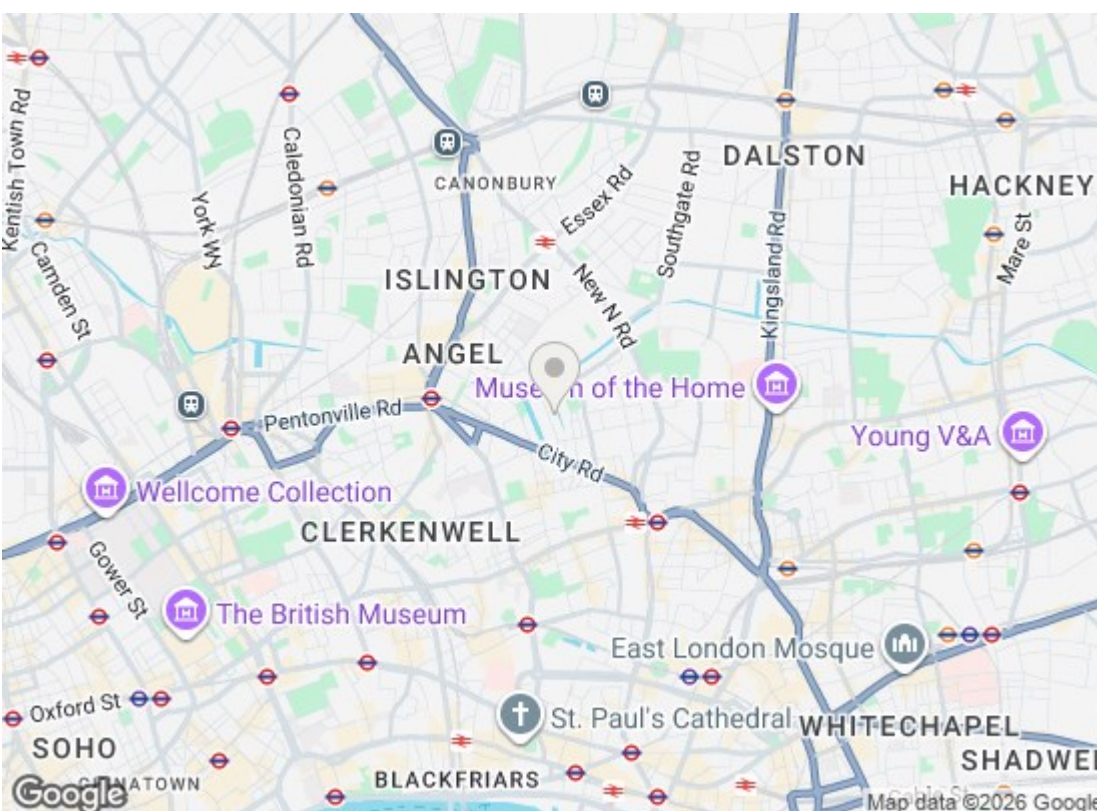 DALSTON
HACKNEY
CANONBURY
Kentish Town Rd
Caledonian Rd
York Wy
Essex Rd
Southgate Rd
Kingsland Rd
Mare St
Camden St
ISLINGTON
New N Rd
ANGEL
Museum of the Home
Pentonville Rd
Young V&A
City Rd
Wellcome Collection
CLERKENWELL
Gower St
The British Museum
East London Mosque
Oxford St
St. Paul's Cathedral
WHITECHAPEL
SOHO
SHADWEL
BLACKFRIARS
Google
Map data ©2026 Google